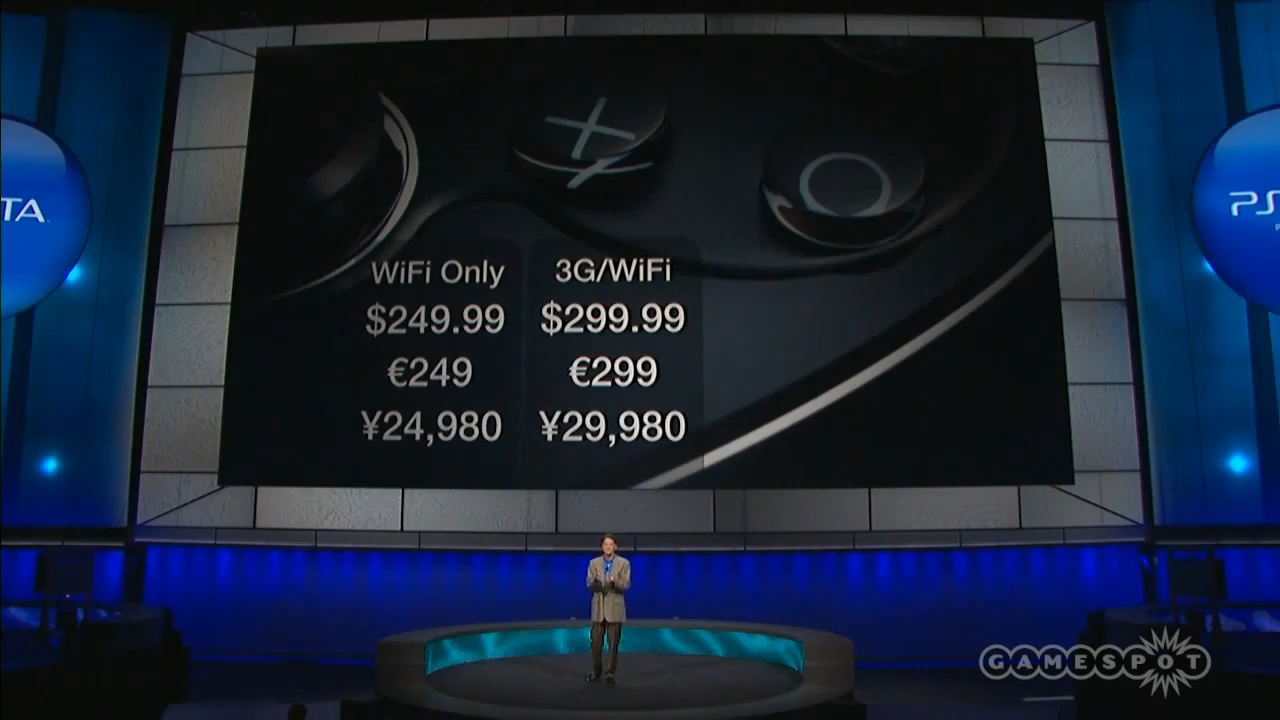 WiFi Only 3G/WiFi
$249.99 $299.99
€249 €299
¥24,980 ¥29,980
TA
PS
GAMESPOT